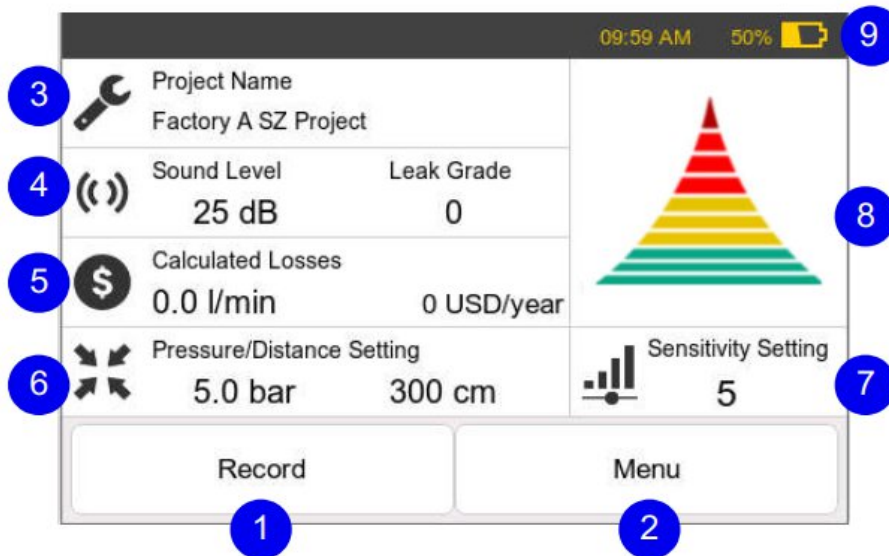 09:59 AM 50% 9
3 Project Name
Factory A SZ Project
4 Sound Level Leak Grade
25 dB 0
8
5 $ Calculated Losses
0.0 l/min 0 USD/year
6 Pressure/Distance Setting
5.0 bar 300 cm
Sensitivity Setting 7
5
Record Menu
1 2